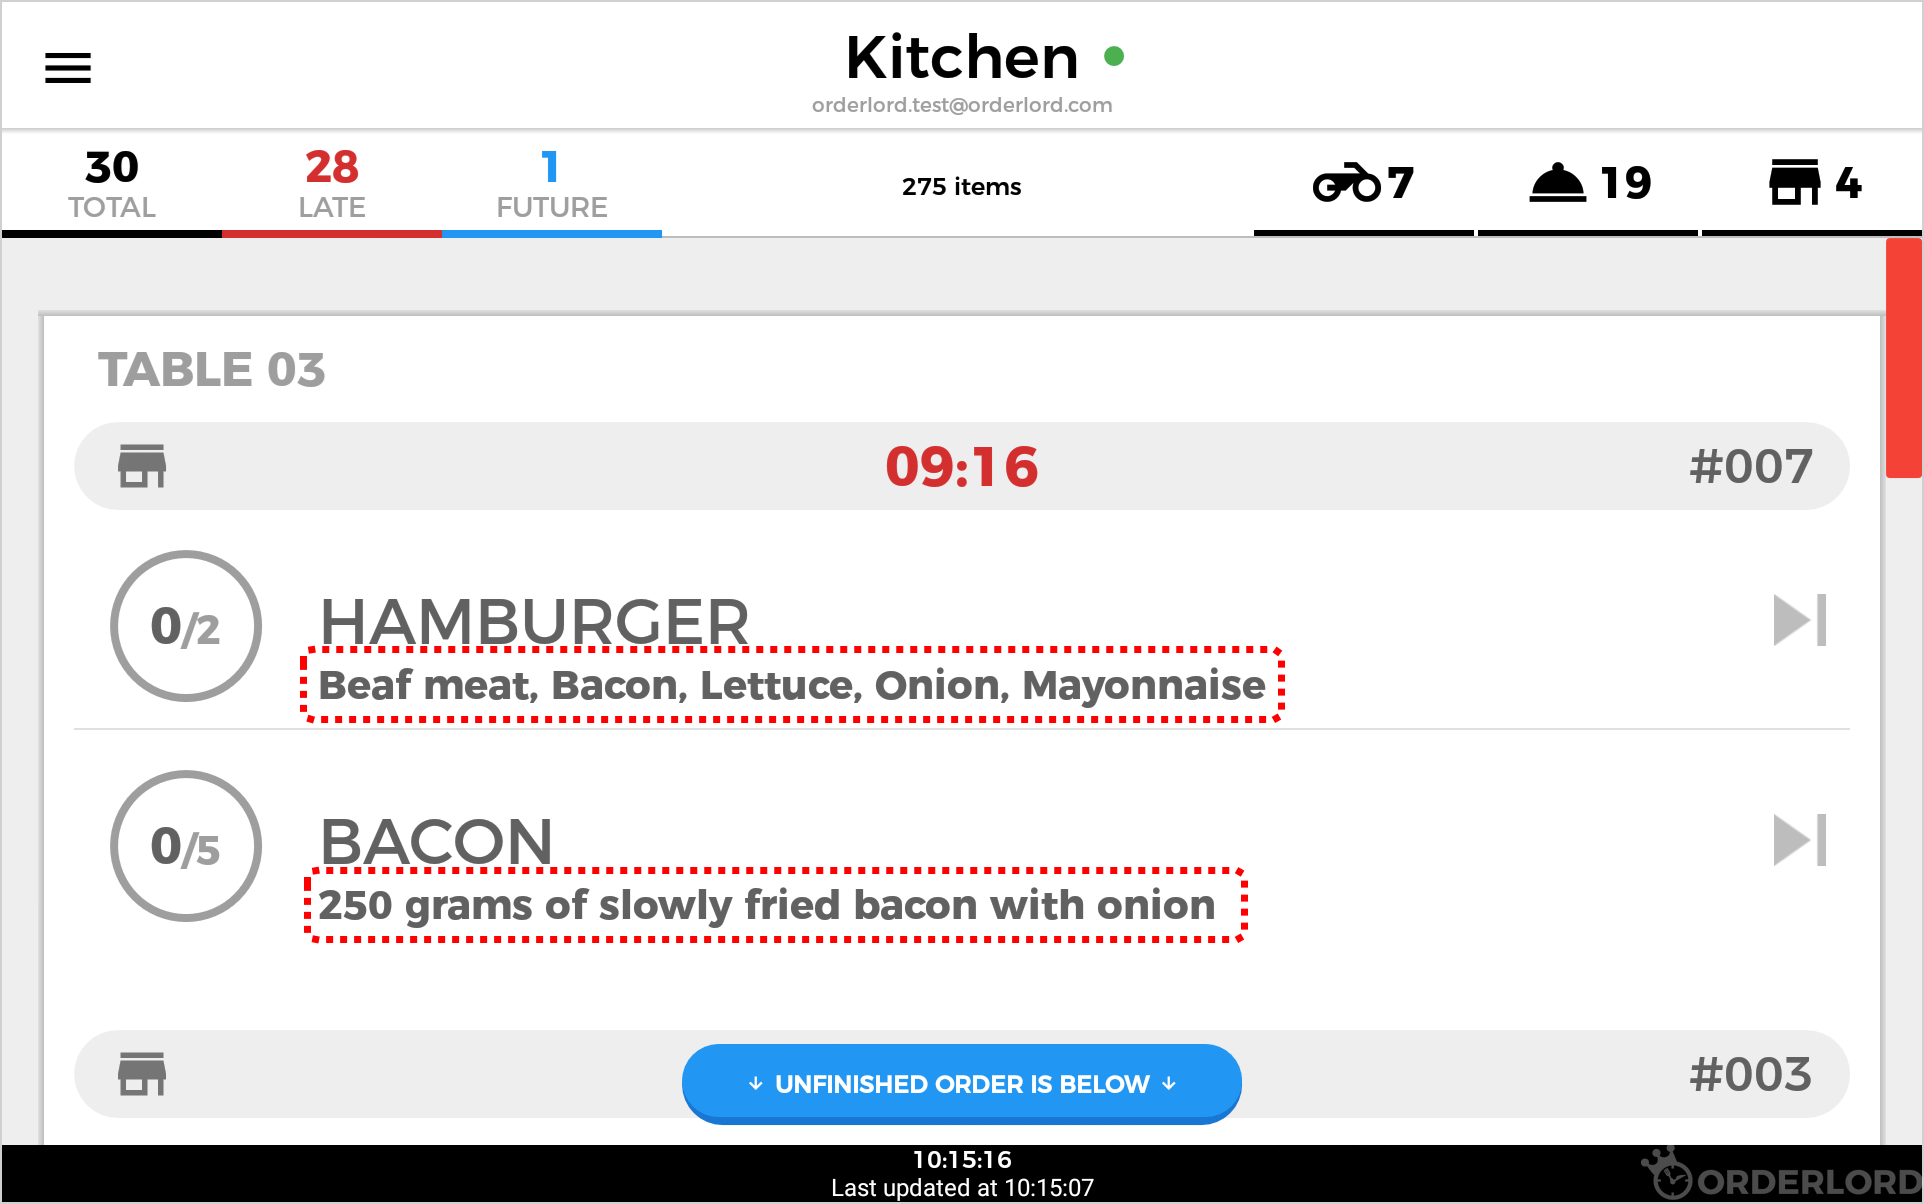 Kitchen
orderlord.test@orderlord.com
30 28 1 275 items 7 19 4
TOTAL LATE FUTURE
TABLE 03
09:16 #007
0/2 HAMBURGER
Beaf meat, Bacon, Lettuce, Onion, Mayonnaise
0/5 BACON
250 grams of slowly fried bacon with onion
#003
↓ UNFINISHED ORDER IS BELOW ↓
10:15:16
Last updated at 10:15:07
ORDERLORD